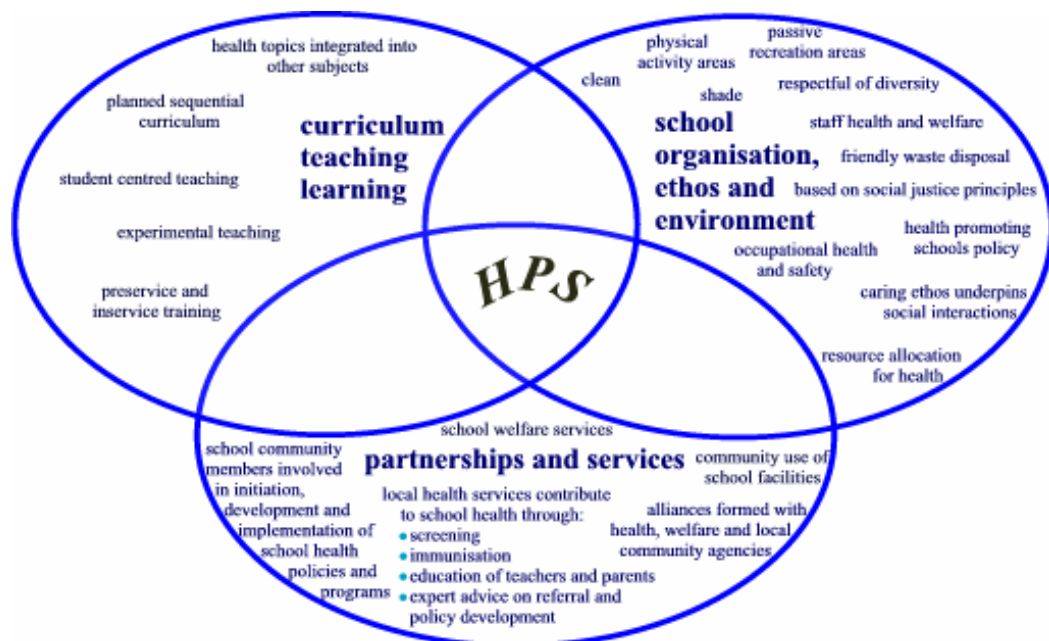 health topics integrated into
other subjects
planned sequential
curriculum
curriculum
teaching
learning
student centred teaching
experimental teaching
preservice and
inservice training
physical
activity areas
passive
recreation areas
clean
respectful of diversity
shade
school
organisation,
ethos and
environment
staff health and welfare
friendly waste disposal
based on social justice principles
health promoting
schools policy
occupational health
and safety
caring ethos underpins
social interactions
resource allocation
for health
HPS
school welfare services
partnerships and services
school community
members involved
in initiation,
development and
implementation of
school health
policies and
programs
local health services contribute
to school health through:
• screening
• immunisation
• education of teachers and parents
• expert advice on referral and
policy development
community use of
school facilities
alliances formed with
health, welfare and local
community agencies